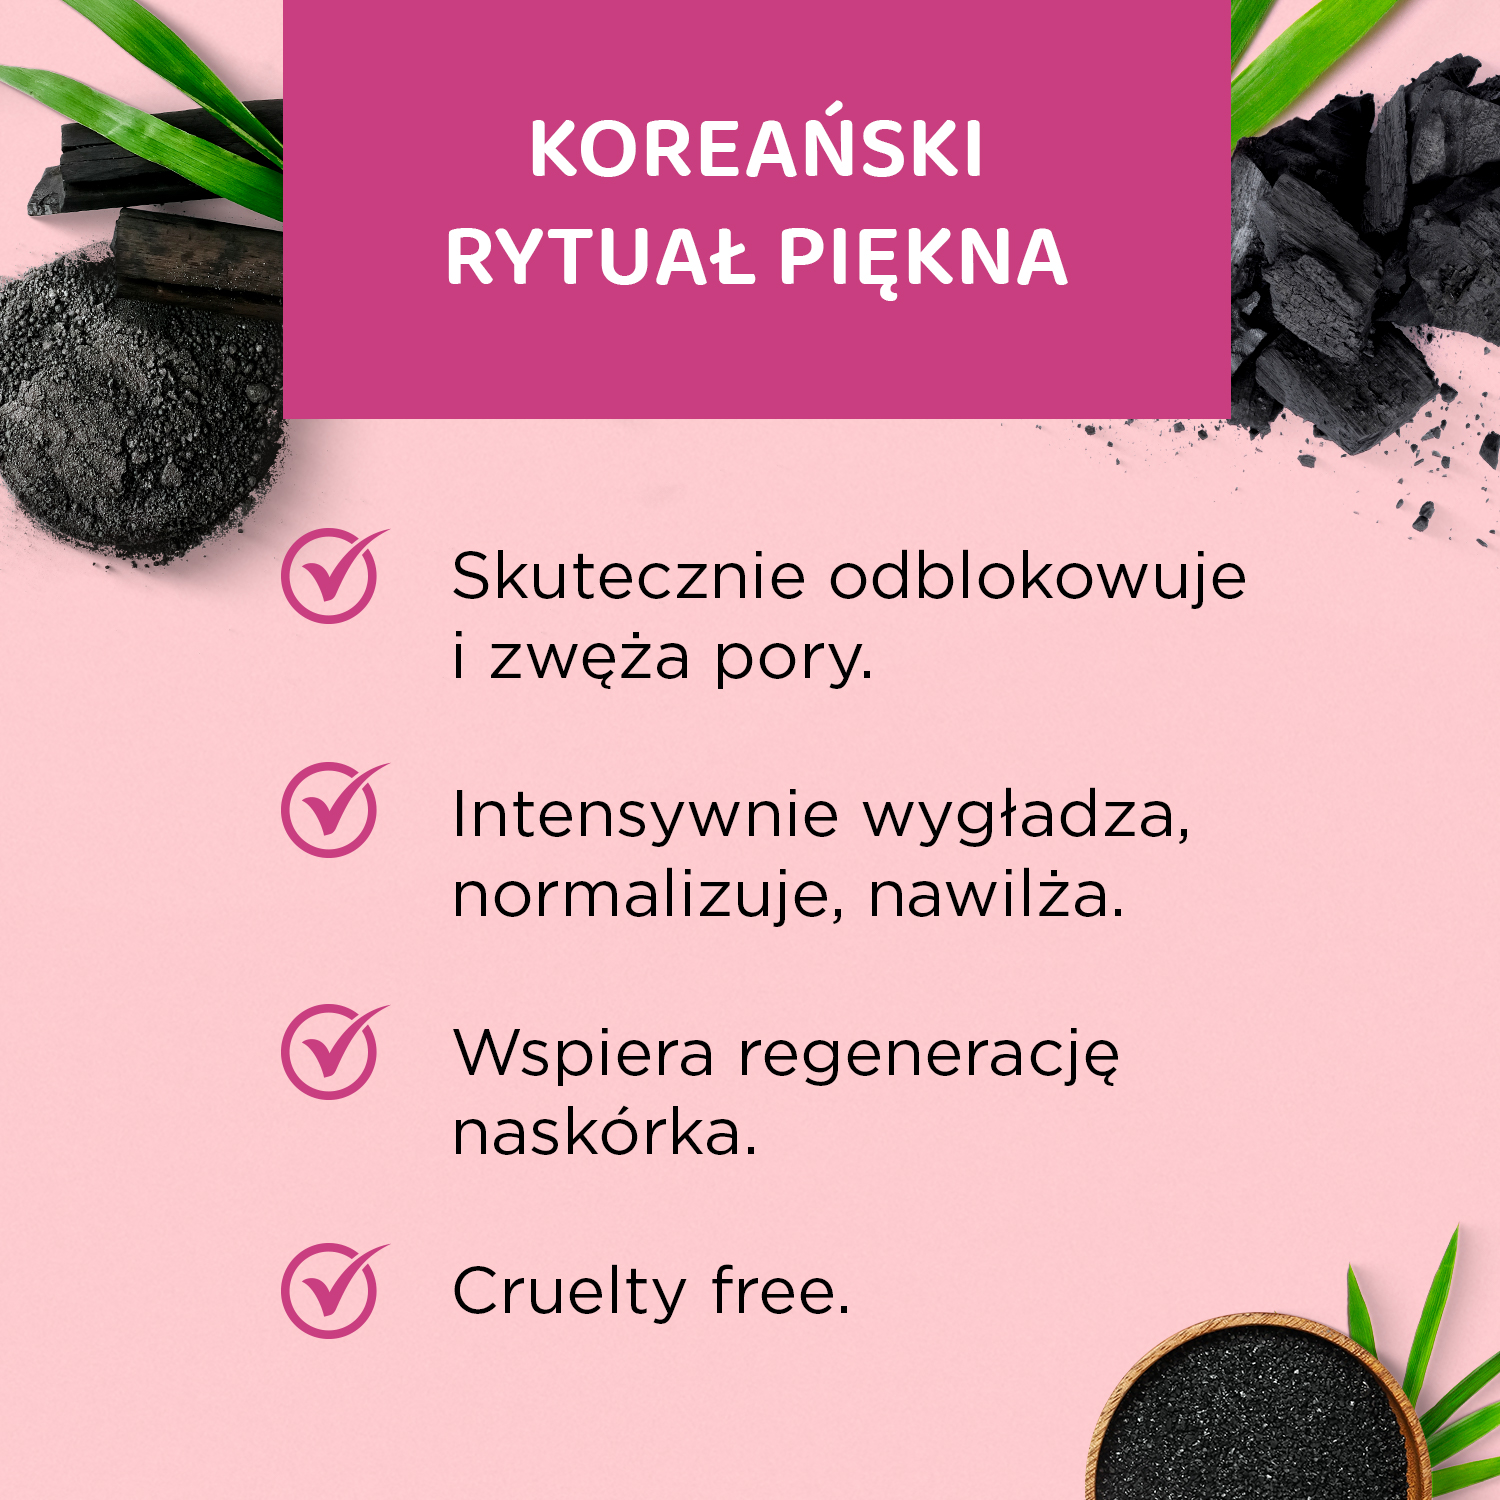 KOREAŃSKI
RYTUAŁ PIĘKNA
Skutecznie odblokowuje
i zwęża pory.
Intensywnie wygładza,
normalizuje, nawilża.
Wspiera regenerację
naskórka.
Cruelty free.